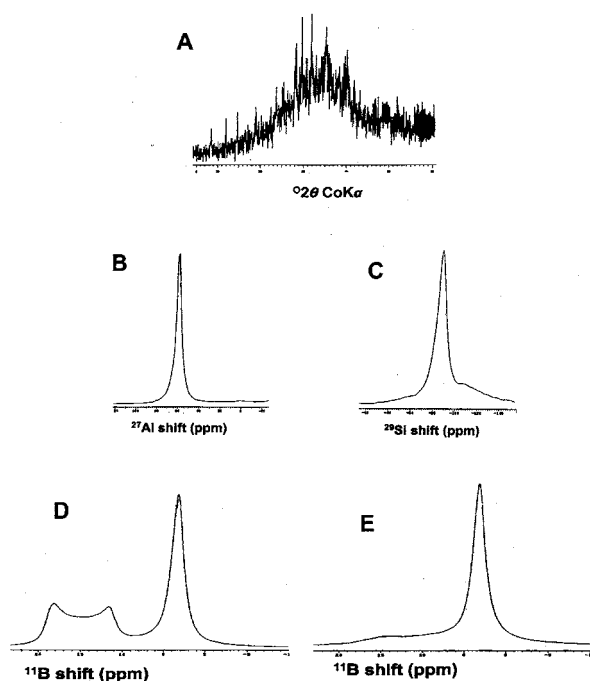 A
°2θ CoKα
B
C
²⁷Al shift (ppm)
²⁹Si shift (ppm)
D
E
¹¹B shift (ppm)
¹¹B shift (ppm)